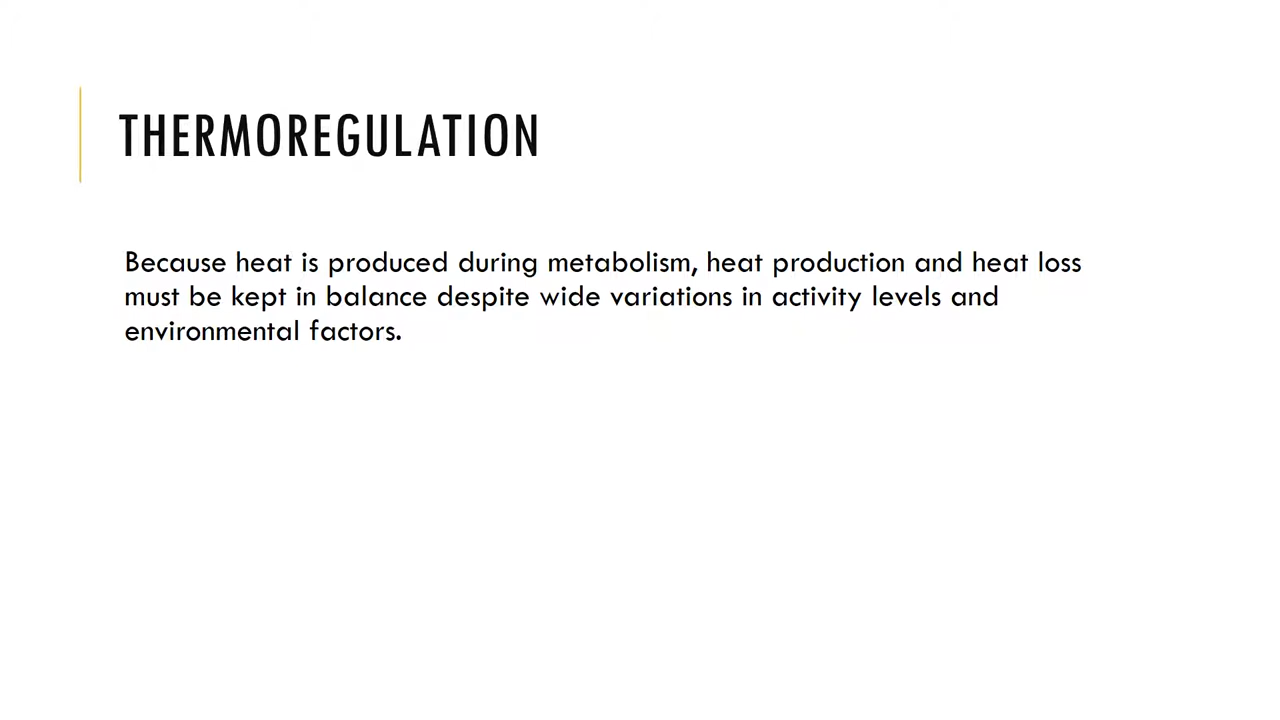 THERMOREGULATION
Because heat is produced during metabolism, heat production and heat loss
must be kept in balance despite wide variations in activity levels and
environmental factors.